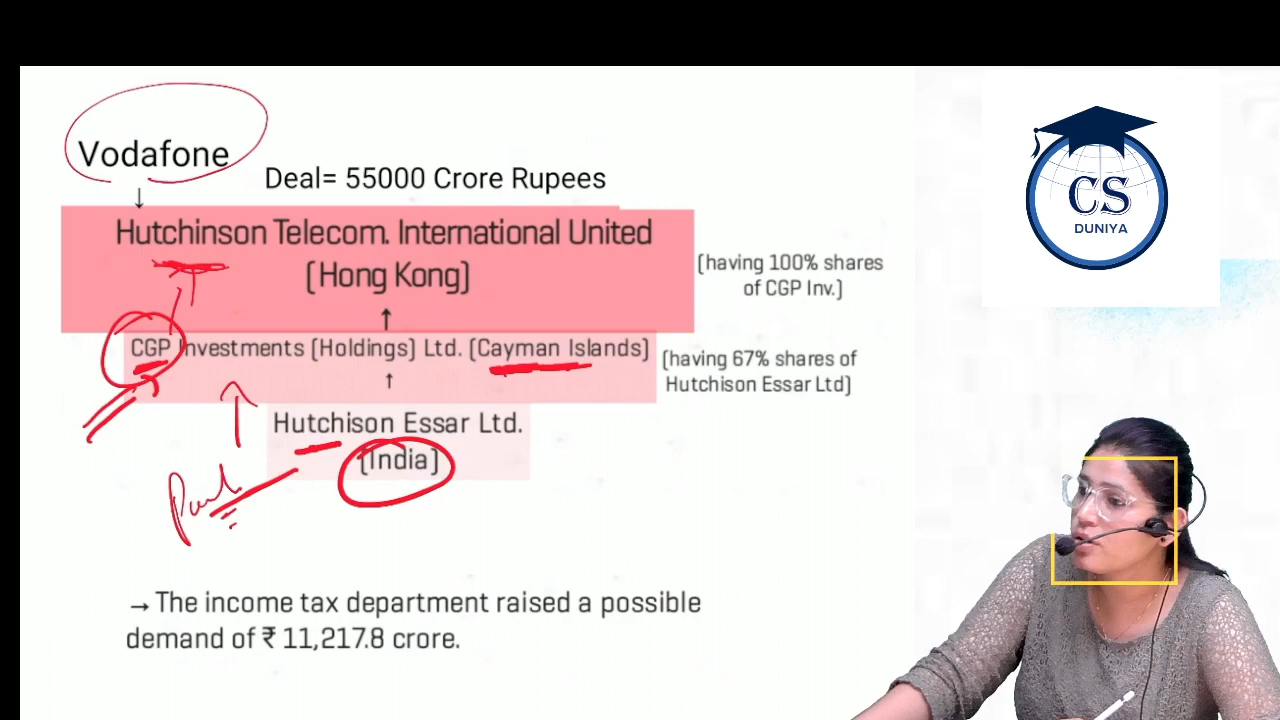 Vodafone
↓
Deal= 55000 Crore Rupees
Hutchinson Telecom. International United
(Hong Kong)
(having 100% shares
of CGP Inv.)
↑
CGP Investments (Holdings) Ltd. (Cayman Islands)
(having 67% shares of
Hutchison Essar Ltd)
↑
Hutchison Essar Ltd.
(India)
→ The income tax department raised a possible
demand of ₹ 11,217.8 crore.
CS
DUNIYA